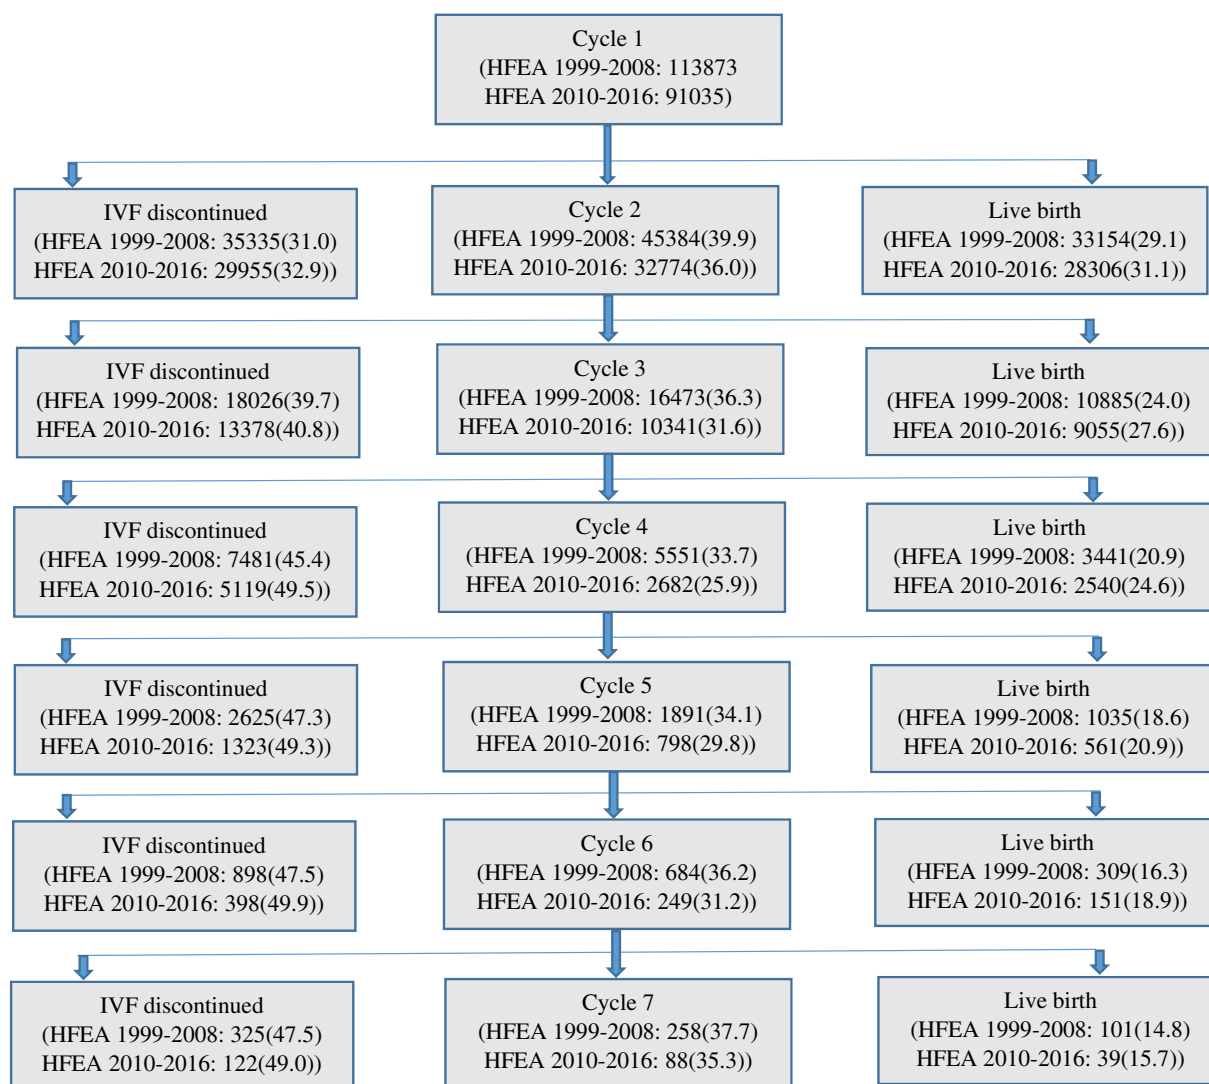 Cycle 1
(HFEA 1999-2008: 113873
HFEA 2010-2016: 91035)
IVF discontinued
(HFEA 1999-2008: 35335(31.0)
HFEA 2010-2016: 29955(32.9))
Cycle 2
(HFEA 1999-2008: 45384(39.9)
HFEA 2010-2016: 32774(36.0))
Live birth
(HFEA 1999-2008: 33154(29.1)
HFEA 2010-2016: 28306(31.1))
IVF discontinued
(HFEA 1999-2008: 18026(39.7)
HFEA 2010-2016: 13378(40.8))
Cycle 3
(HFEA 1999-2008: 16473(36.3)
HFEA 2010-2016: 10341(31.6))
Live birth
(HFEA 1999-2008: 10885(24.0)
HFEA 2010-2016: 9055(27.6))
IVF discontinued
(HFEA 1999-2008: 7481(45.4)
HFEA 2010-2016: 5119(49.5))
Cycle 4
(HFEA 1999-2008: 5551(33.7)
HFEA 2010-2016: 2682(25.9))
Live birth
(HFEA 1999-2008: 3441(20.9)
HFEA 2010-2016: 2540(24.6))
IVF discontinued
(HFEA 1999-2008: 2625(47.3)
HFEA 2010-2016: 1323(49.3))
Cycle 5
(HFEA 1999-2008: 1891(34.1)
HFEA 2010-2016: 798(29.8))
Live birth
(HFEA 1999-2008: 1035(18.6)
HFEA 2010-2016: 561(20.9))
IVF discontinued
(HFEA 1999-2008: 898(47.5)
HFEA 2010-2016: 398(49.9))
Cycle 6
(HFEA 1999-2008: 684(36.2)
HFEA 2010-2016: 249(31.2))
Live birth
(HFEA 1999-2008: 309(16.3)
HFEA 2010-2016: 151(18.9))
IVF discontinued
(HFEA 1999-2008: 325(47.5)
HFEA 2010-2016: 122(49.0))
Cycle 7
(HFEA 1999-2008: 258(37.7)
HFEA 2010-2016: 88(35.3))
Live birth
(HFEA 1999-2008: 101(14.8)
HFEA 2010-2016: 39(15.7))